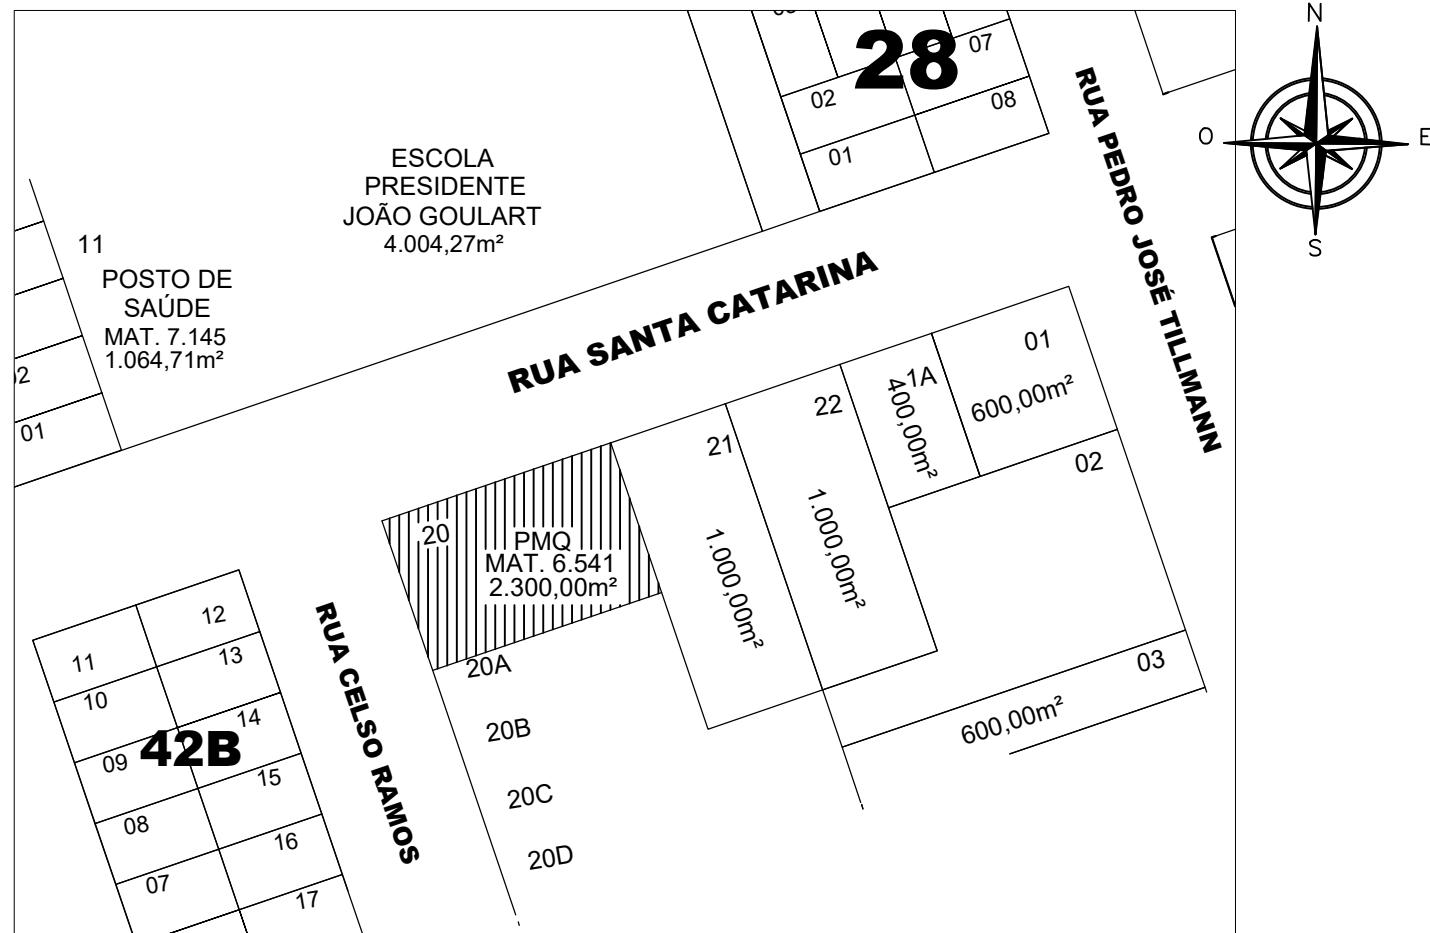 N
O
E
S
28
07
02
08
01
RUA PEDRO JOSÉ TILLMANN
ESCOLA
PRESIDENTE
JOÃO GOULART
4.004,27m²
11
POSTO DE
SAÚDE
MAT. 7.145
1.064,71m²
01
RUA SANTA CATARINA
01
600,00m²
1A
400,00m²
22
1.000,00m²
21
1.000,00m²
02
03
600,00m²
20
PMQ
MAT. 6.541
2.300,00m²
20A
20B
20C
20D
RUA CELSO RAMOS
12
11
13
10
14
42B
09
15
08
16
07
17